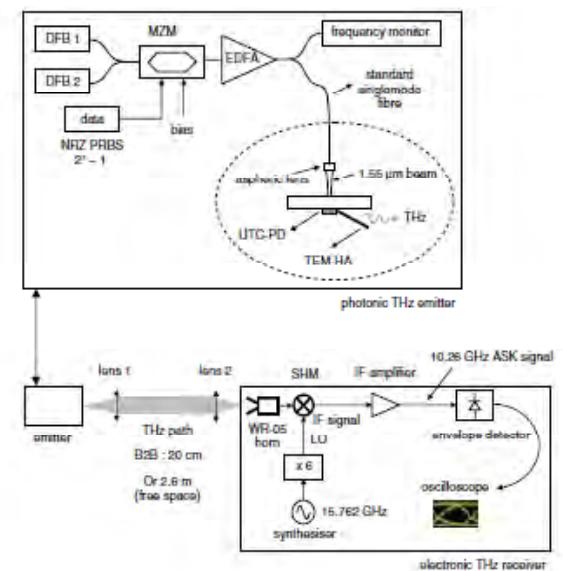 DFB 1
MZM
EDFA
frequency monitor
DFB 2
standard
singlemode
fibre
data
bias
NRZ PRBS
aspheric lens
1.55 µm beam
THz
UTC-PD
TEM-HA
photonic THz emitter
10.26 GHz ASK signal
lens 1
lens 2
SHM
IF amplifier
emitter
THz path
B2B : 20 cm
Or 2.6 m
(free space)
WR-05
horn
IF signal
LO
envelope detector
x 6
oscilloscope
15.762 GHz
synthesiser
electronic THz receiver